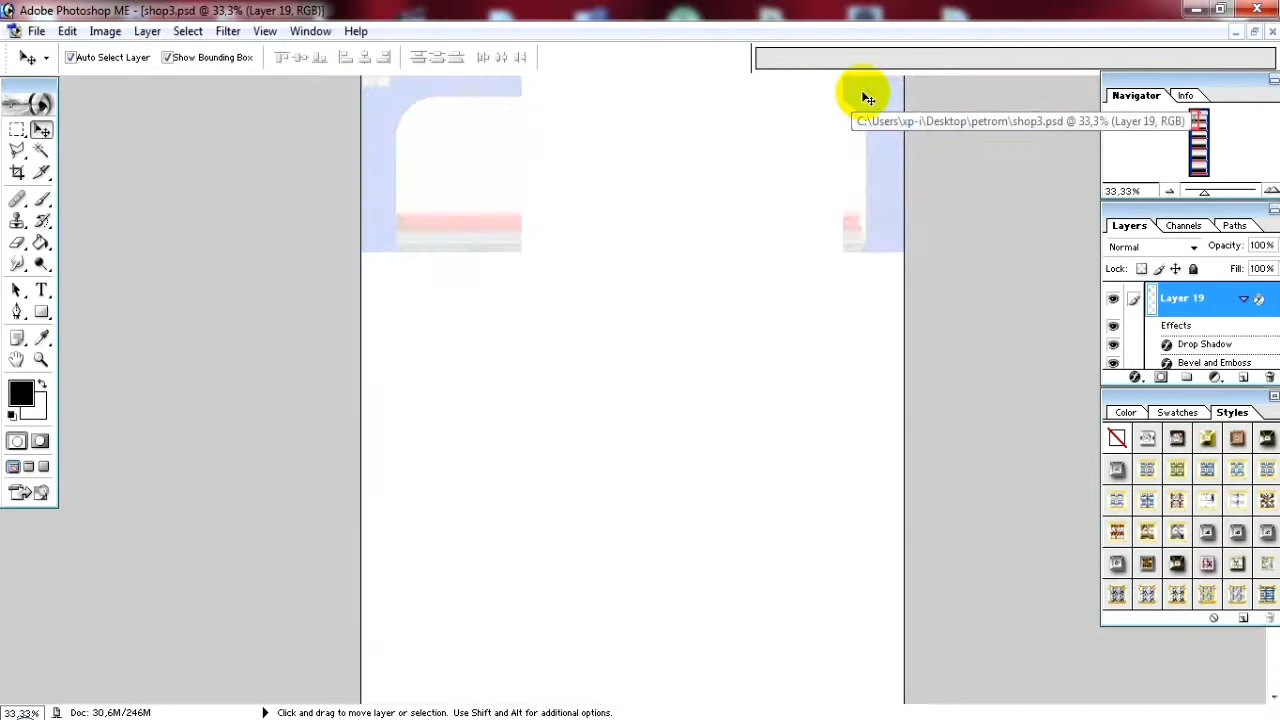 Adobe Photoshop ME - [shop3.psd @ 33,3% (Layer 19, RGB)]
File Edit Image Layer Select Filter View Window Help
Auto Select Layer Show Bounding Box
Navigator Info
C:\Users\xp-i\Desktop\petrom\shop3.psd @ 33,3% (Layer 19, RGB)
33,33%
Layers Channels Paths
Normal Opacity: 100%
Lock: Fill: 100%
Layer 19
Effects
Drop Shadow
Bevel and Emboss
Color Swatches Styles
33,33% Doc: 30,6M/246M Click and drag to move layer or selection. Use Shift and Alt for additional options.